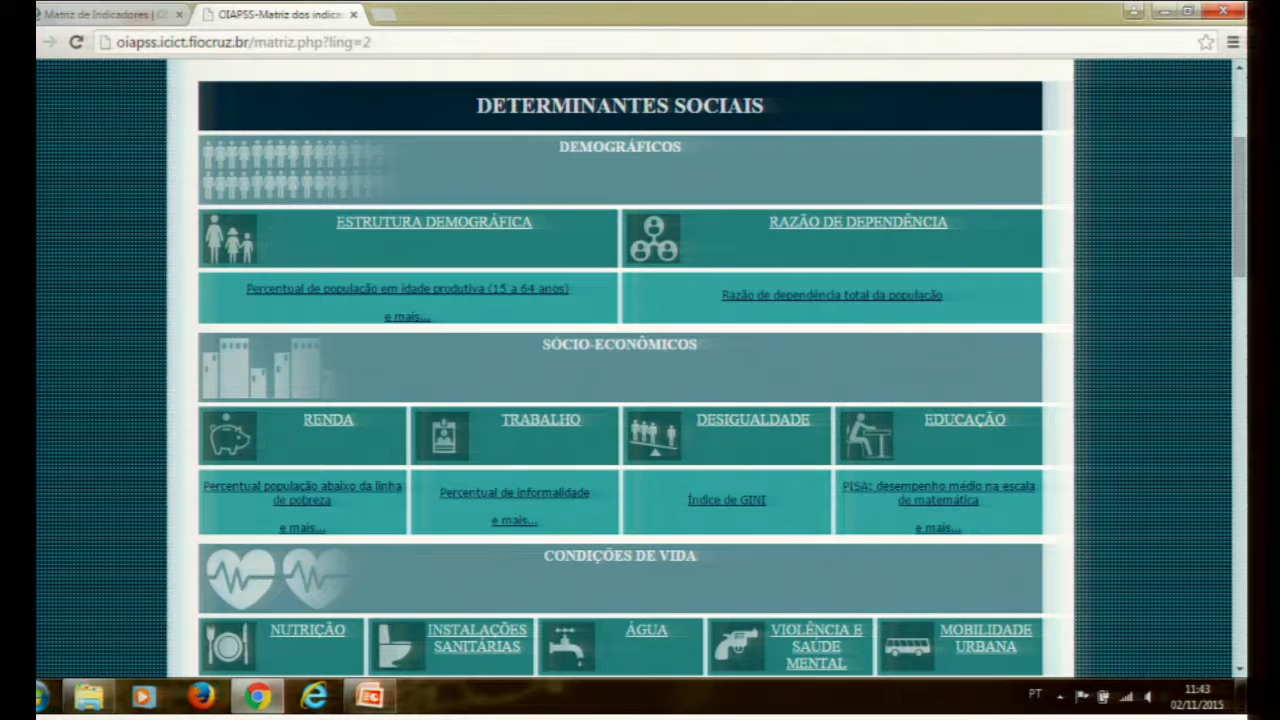 Matriz de Indicadores |
OIAPSS-Matriz dos indica
oiapss.icict.fiocruz.br/matriz.php?ling=2
DETERMINANTES SOCIAIS
DEMOGRÁFICOS
ESTRUTURA DEMOGRÁFICA
RAZÃO DE DEPENDÊNCIA
Percentual de população em idade produtiva (15 a 64 anos)
e mais...
Razão de dependência total da população
SÓCIO-ECONÔMICOS
RENDA
TRABALHO
DESIGUALDADE
EDUCAÇÃO
Percentual população abaixo da linha
de pobreza
e mais...
Percentual de informalidade
e mais...
Índice de GINI
PISA: desempenho médio na escala
de matemática
e mais...
CONDIÇÕES DE VIDA
NUTRIÇÃO
INSTALAÇÕES
SANITÁRIAS
ÁGUA
VIOLÊNCIA E
SAÚDE
MENTAL
MOBILIDADE
URBANA
PT
11:43
02/11/2015